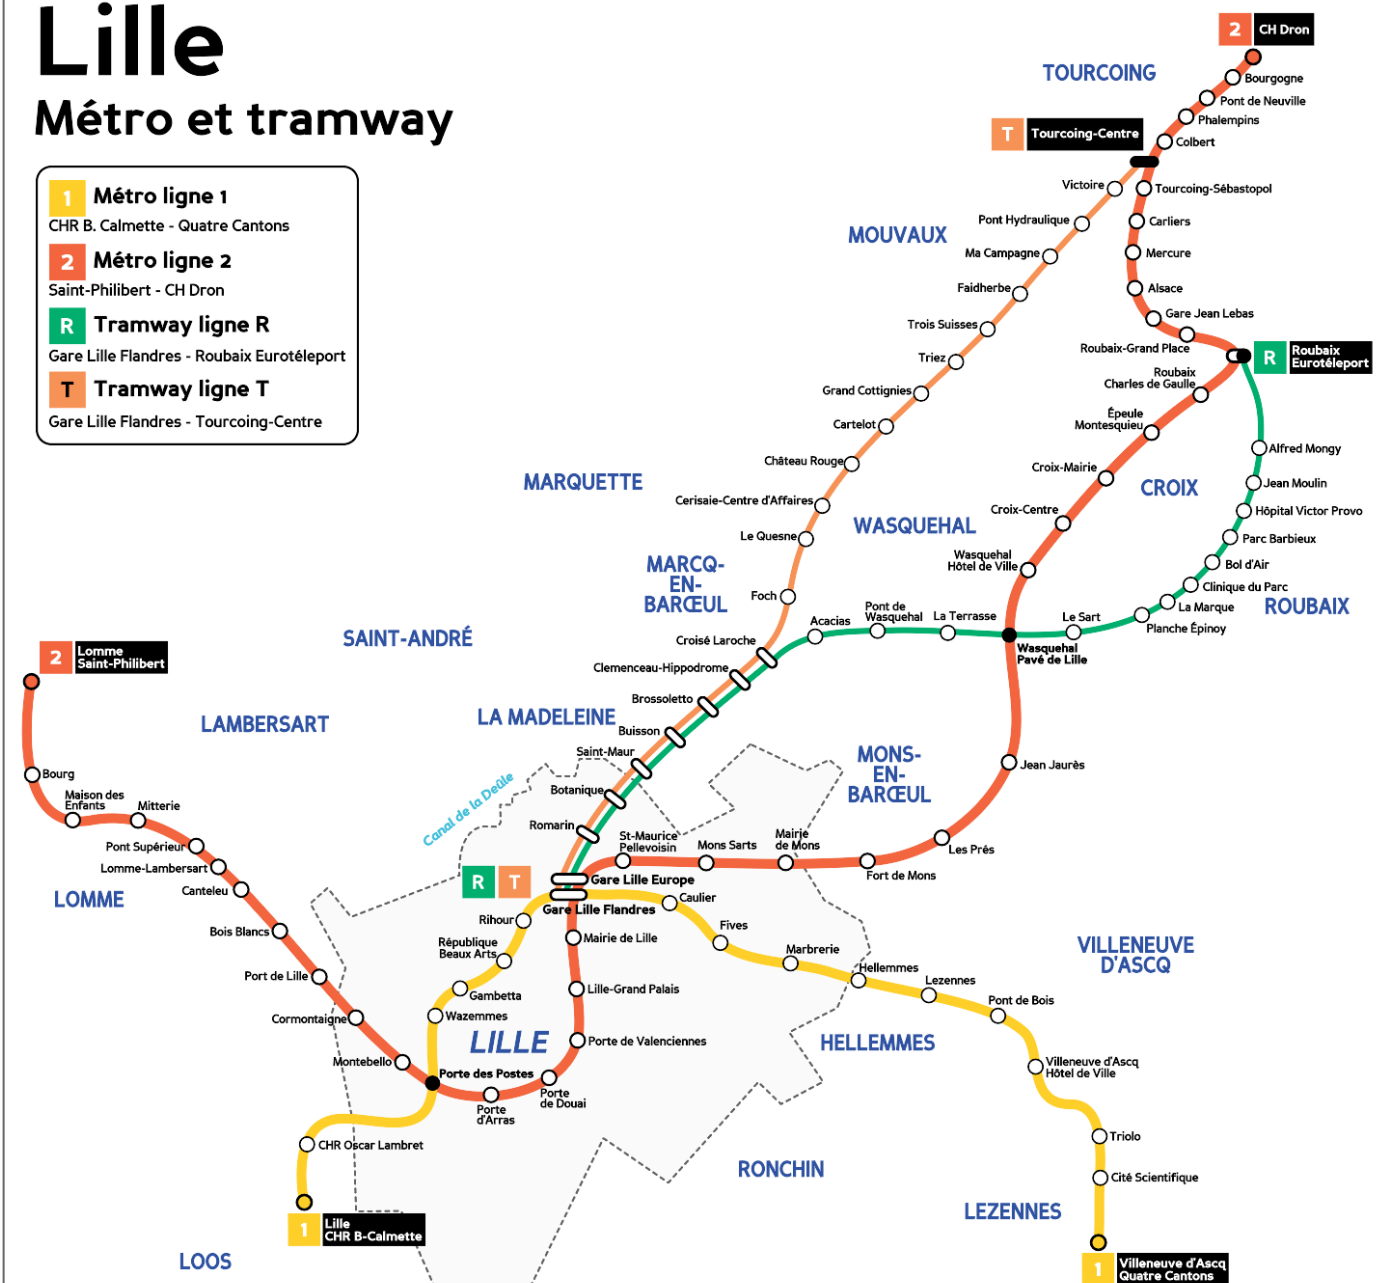 Lille
Métro et tramway
1 Métro ligne 1
CHR B. Calmette - Quatre Cantons
2 Métro ligne 2
Saint-Philibert - CH Dron
R Tramway ligne R
Gare Lille Flandres - Roubaix Eurotéleport
T Tramway ligne T
Gare Lille Flandres - Tourcoing-Centre
2 CH Dron
TOURCOING
Bourgogne
Pont de Neuville
Phalempins
T Tourcoing-Centre
Colbert
Victoire
Tourcoing-Sébastopol
Pont Hydraulique
Carliers
MOUVAUX
Ma Campagne
Mercure
Faidherbe
Alsace
Gare Jean Lebas
Trois Suisses
Roubaix-Grand Place
R Roubaix
Eurotéleport
Triez
Roubaix
Charles de Gaulle
Grand Cottignies
Épeule
Montesquieu
Cartelot
Alfred Mongy
Château Rouge
Croix-Mairie
MARQUETTE
CROIX
Jean Moulin
Cerisaie-Centre d'Affaires
Croix-Centre
Hôpital Victor Provo
WASQUEHAL
Le Quesne
Parc Barbieux
Wasquehal
Hôtel de Ville
Bol d'Air
MARCQ-
EN-
BARŒUL
Foch
Clinique du Parc
ROUBAIX
La Marque
Pont de
Wasquehal
Acacias
La Terrasse
Le Sart
Planche Épinoy
SAINT-ANDRÉ
Croisé Laroche
Wasquehal
Pavé de Lille
2 Lomme
Saint-Philibert
Clemenceau-Hippodrome
Brossoletto
LAMBERSART
LA MADELEINE
Buisson
Saint-Maur
MONS-
EN-
BARŒUL
Jean Jaurès
Bourg
Canal de la Deûle
Botanique
Maison des
Enfants
Mitterie
Romarin
St-Maurice
Pellevoisin
Mons Sarts
Mairie
de Mons
Les Prés
Pont Supérieur
Lomme-Lambersart
Fort de Mons
R T
Gare Lille Europe
Canteleu
LOMME
Gare Lille Flandres
Caulier
Rihour
Fives
Bois Blancs
Mairie de Lille
République
Beaux Arts
Marbrerie
VILLENEUVE
D'ASCQ
Hellemmes
Port de Lille
Lezennes
Gambetta
Lille-Grand Palais
Pont de Bois
Cormontaigne
Wazemmes
LILLE
Porte de Valenciennes
HELLEMMES
Montebello
Villeneuve d'Ascq
Hôtel de Ville
Porte des Postes
Porte
d'Arras
Porte
de Douai
CHR Oscar Lambret
Triolo
RONCHIN
Cité Scientifique
LEZENNES
1 Lille
CHR B-Calmette
LOOS
1 Villeneuve d'Ascq
Quatre Cantons